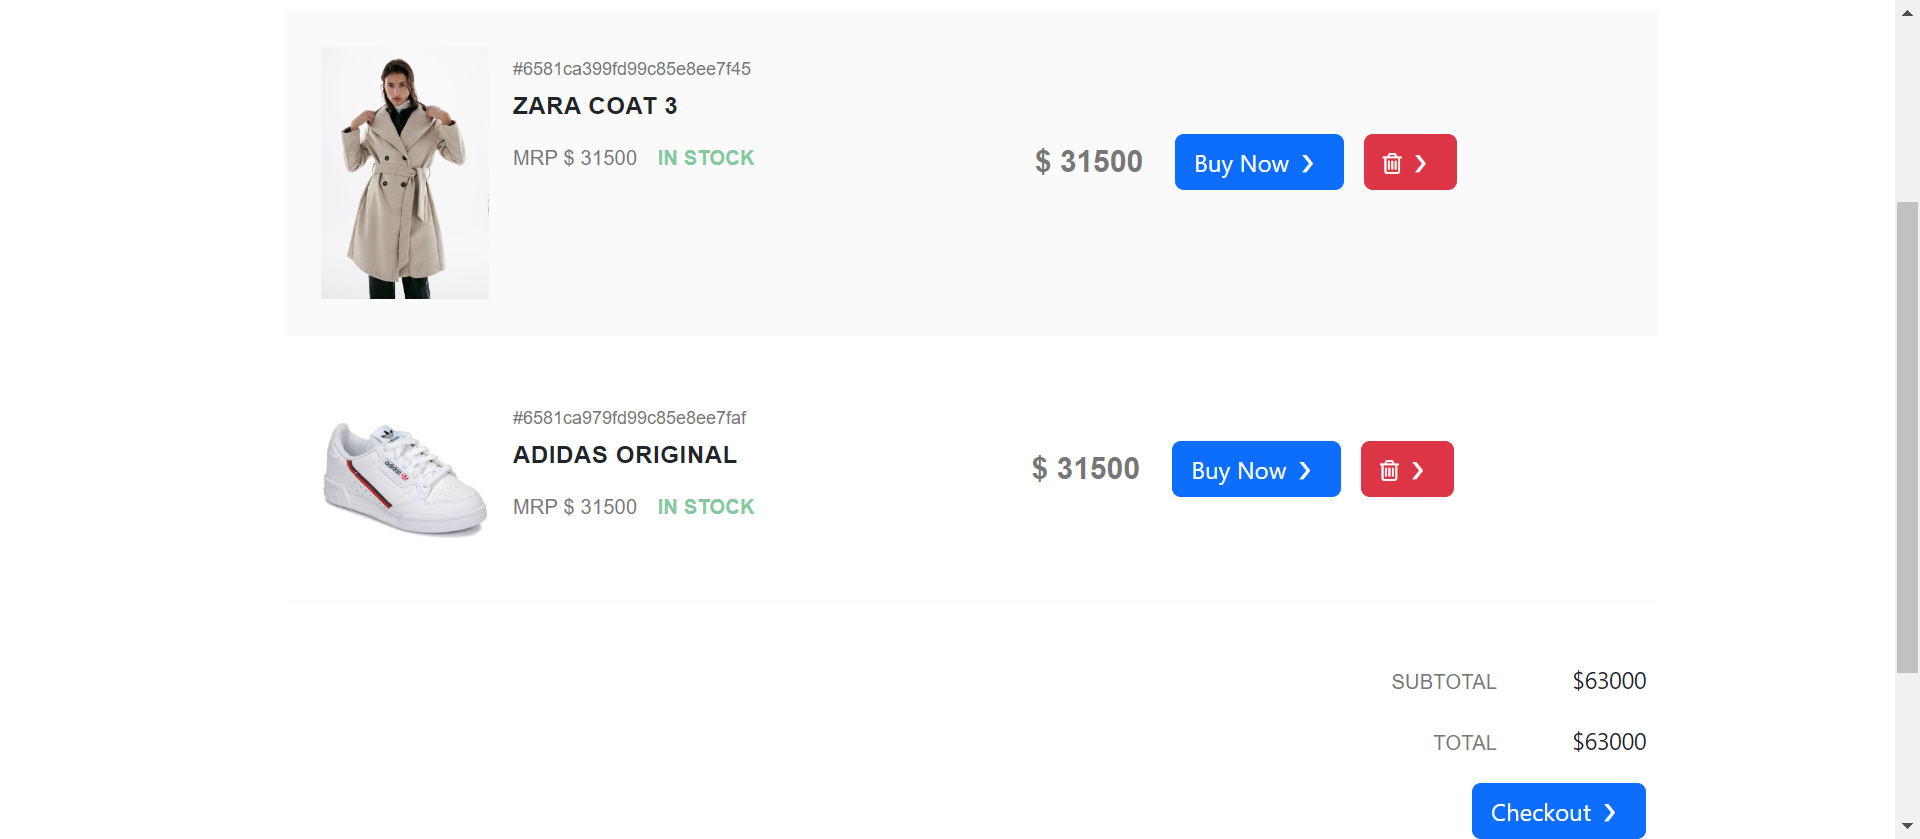 #6581ca399fd99c85e8ee7f45
ZARA COAT 3
MRP $ 31500 IN STOCK
$ 31500 Buy Now ❯ ❯
#6581ca979fd99c85e8ee7faf
ADIDAS ORIGINAL
adidas
MRP $ 31500 IN STOCK
$ 31500 Buy Now ❯ ❯
SUBTOTAL $63000
TOTAL $63000
Checkout ❯